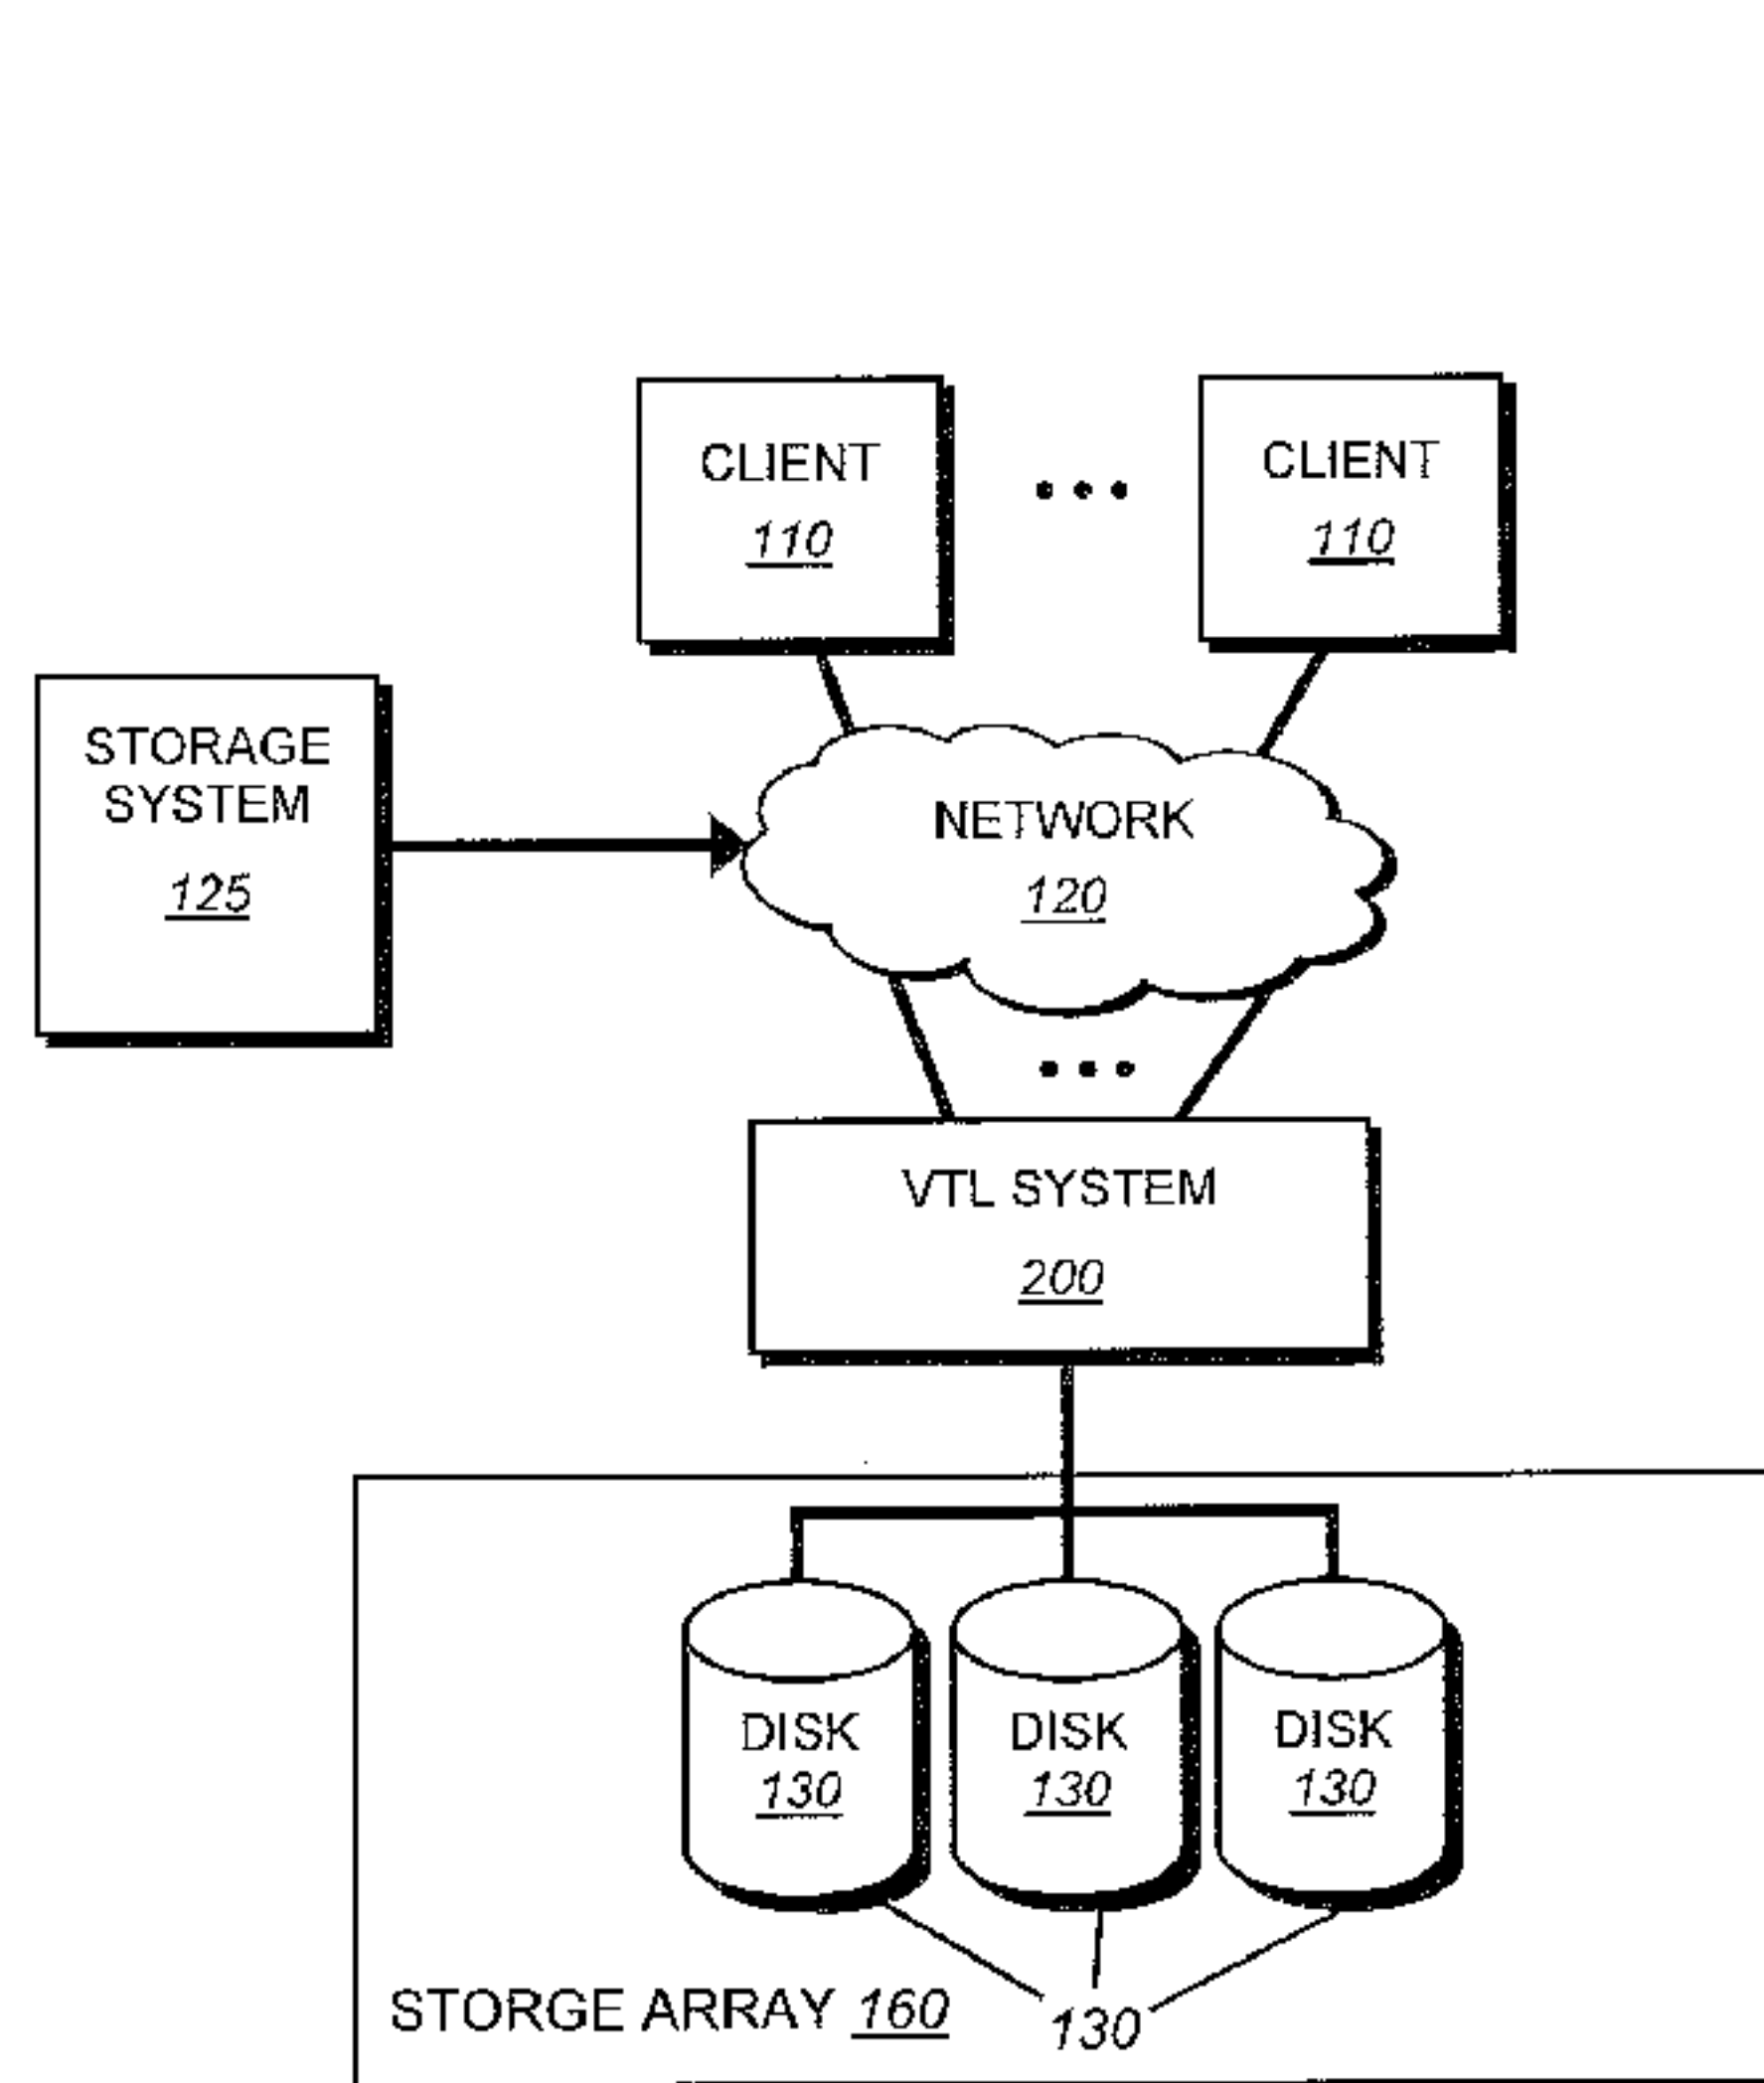 CLIENT
110
• • •
CLIENT
110
STORAGE
SYSTEM
125
NETWORK
120
• • •
VTL SYSTEM
200
DISK
130
DISK
130
DISK
130
STORGE ARRAY 160
130